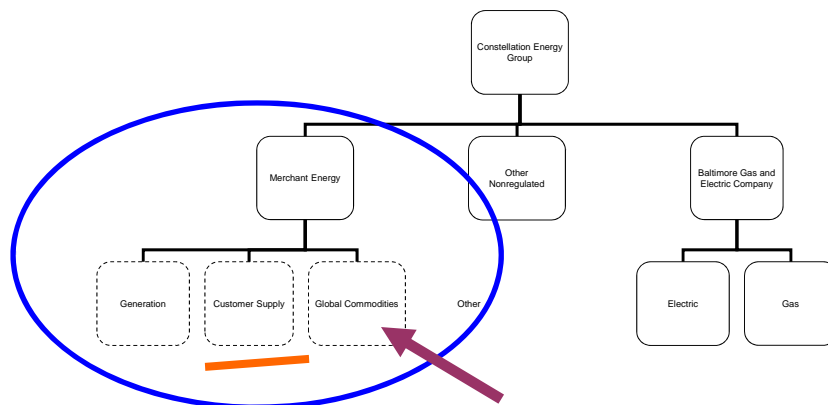 Constellation Energy
Group
Merchant Energy
Other
Nonregulated
Baltimore Gas and
Electric Company
Generation
Customer Supply
Global Commodities
Other
Electric
Gas